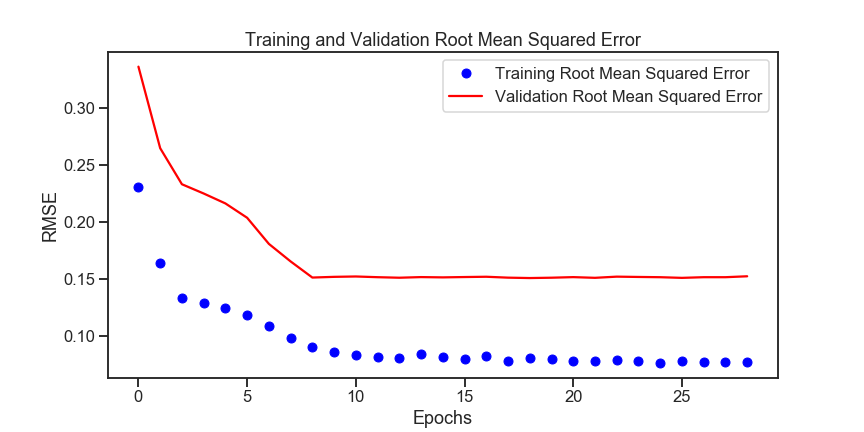 Training and Validation Root Mean Squared Error
Training Root Mean Squared Error
Validation Root Mean Squared Error
RMSE
0.30
0.25
0.20
0.15
0.10
0 5 10 15 20 25
Epochs